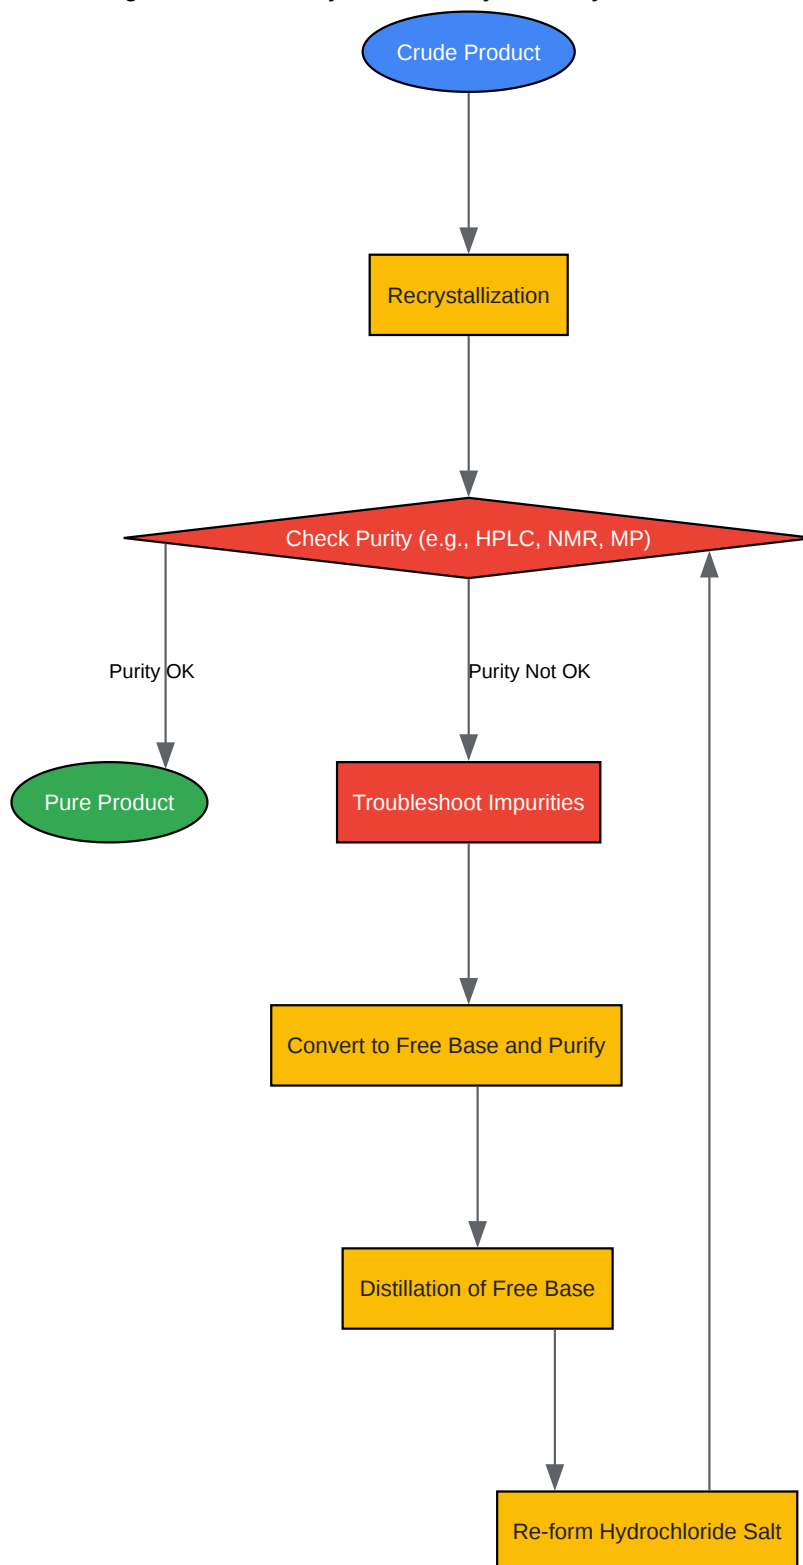 Crude Product
Recrystallization
Check Purity (e.g., HPLC, NMR, MP)
Purity OK
Purity Not OK
Pure Product
Troubleshoot Impurities
Convert to Free Base and Purify
Distillation of Free Base
Re-form Hydrochloride Salt